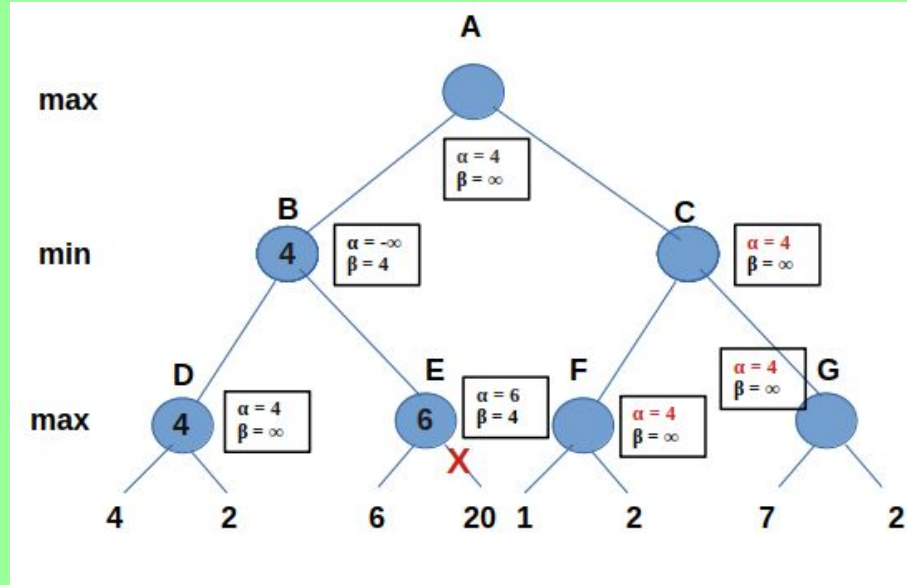 A
max
α = 4
β = ∞
B
C
min
4
α = -∞
β = 4
α = 4
β = ∞
D
E
F
G
α = 4
β = ∞
max
4
α = 4
β = ∞
6
α = 6
β = 4
α = 4
β = ∞
X
4 2 6 20 1 2 7 2